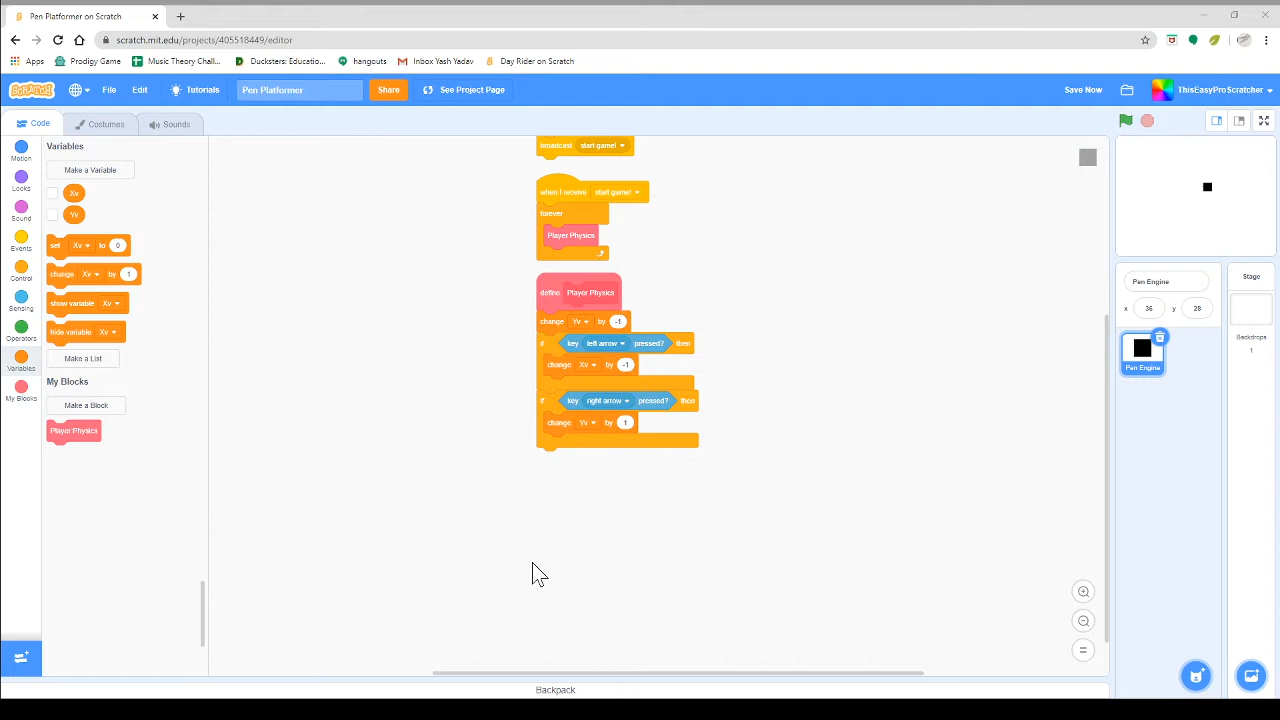 Pen Platformer on Scratch
scratch.mit.edu/projects/405518449/editor
Apps Prodigy Game Music Theory Chall... Ducksters: Educatio... hangouts Inbox Yash Yadav Day Rider on Scratch
SCRATCH File Edit Tutorials Pen Platformer Share See Project Page Save Now ThisEasyProScratcher
Code Costumes Sounds
Motion
Looks
Sound
Events
Control
Sensing
Operators
Variables
My Blocks
Variables
Make a Variable
Xv
Yv
set Xv to 0
change Xv by 1
show variable Xv
hide variable Xv
Make a List
My Blocks
Make a Block
Player Physics
broadcast start game!
when I receive start game!
forever
Player Physics
define Player Physics
change Yv by -1
if key left arrow pressed? then
change Xv by -1
if key right arrow pressed? then
change Yv by 1
Pen Engine
x 36 y 28
Pen Engine
Stage
Backdrops
1
Backpack